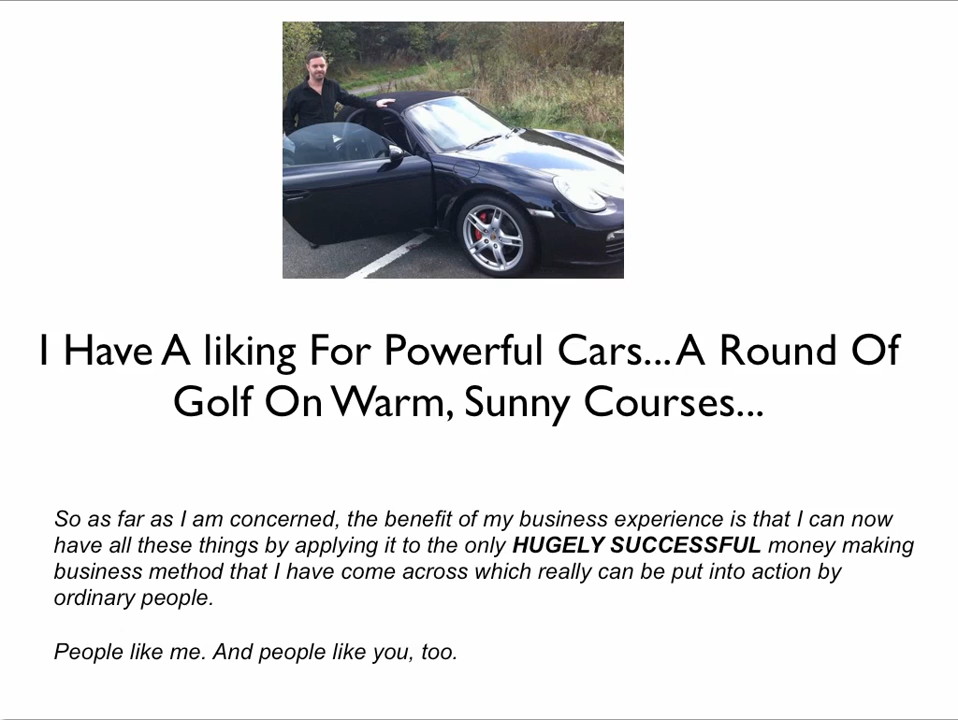 I Have A liking For Powerful Cars... A Round Of
Golf On Warm, Sunny Courses...
So as far as I am concerned, the benefit of my business experience is that I can now
have all these things by applying it to the only HUGELY SUCCESSFUL money making
business method that I have come across which really can be put into action by
ordinary people.
People like me. And people like you, too.